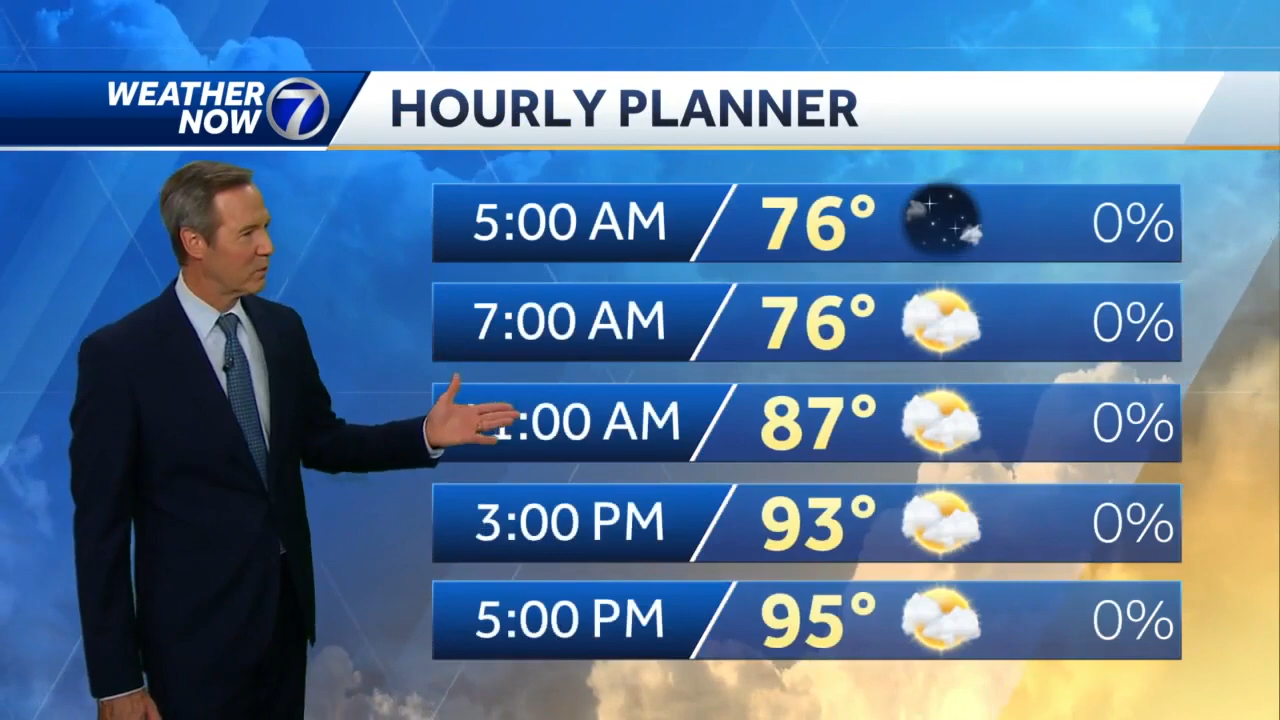 WEATHER
NOW 7
HOURLY PLANNER
5:00 AM 76° 0%
7:00 AM 76° 0%
:00 AM 87° 0%
3:00 PM 93° 0%
5:00 PM 95° 0%